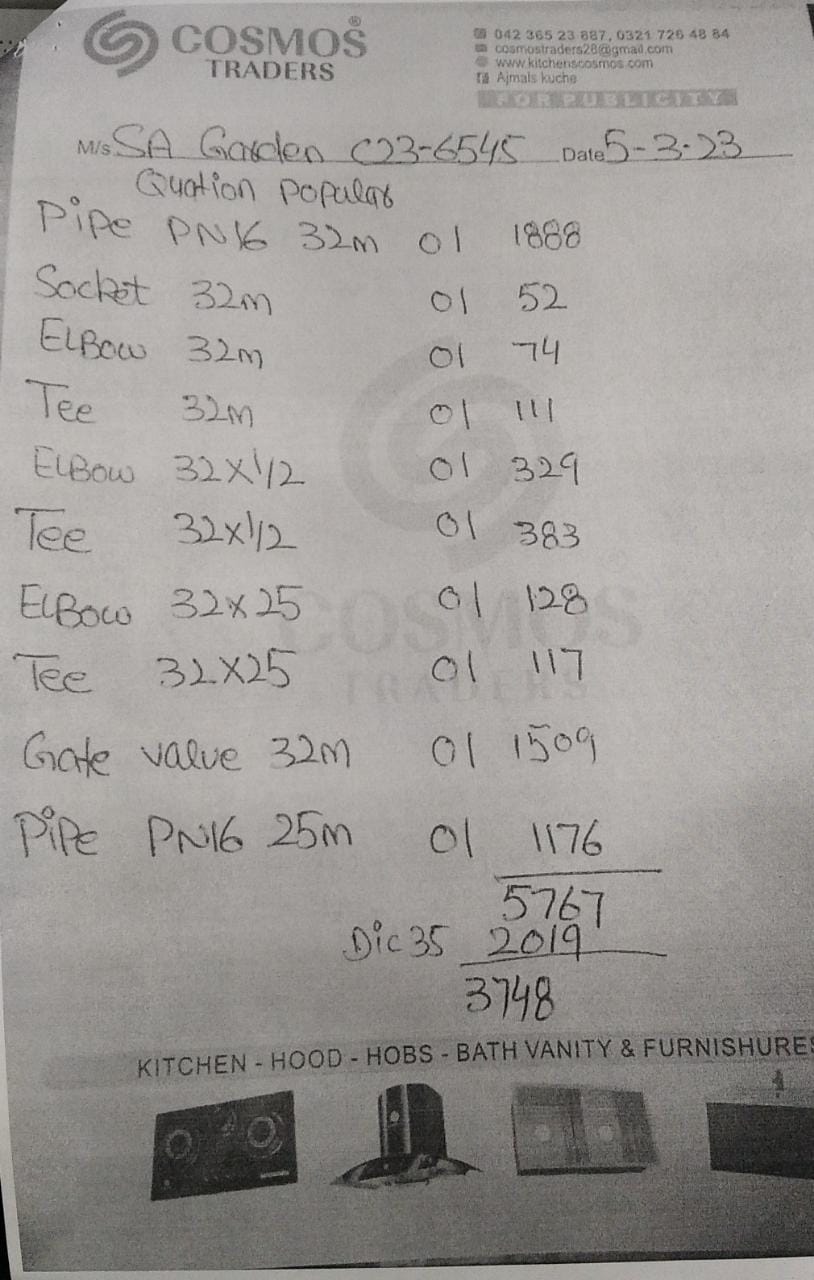 COSMOS®
TRADERS
042 365 23 887, 0321 726 48 84
cosmostraders28@gmail.com
www.kitchenscosmos.com
Ajmals kuche
FOR PUBLICITY
M/s SA Garden C23-6545 Date 5-3-23
Quation Popular
Pipe PN16 32m 01 1888
Socket 32m 01 52
ELBow 32m 01 74
Tee 32m 01 111
ELBow 32x1/2 01 329
Tee 32x1/2 01 383
ELBow 32x25 01 128
Tee 32x25 01 117
Gate value 32m 01 1509
PiPe PN16 25m 01 1176
5767
Dic 35 2019
3748
COSMOS
TRADERS
KITCHEN - HOOD - HOBS - BATH VANITY & FURNISHURES